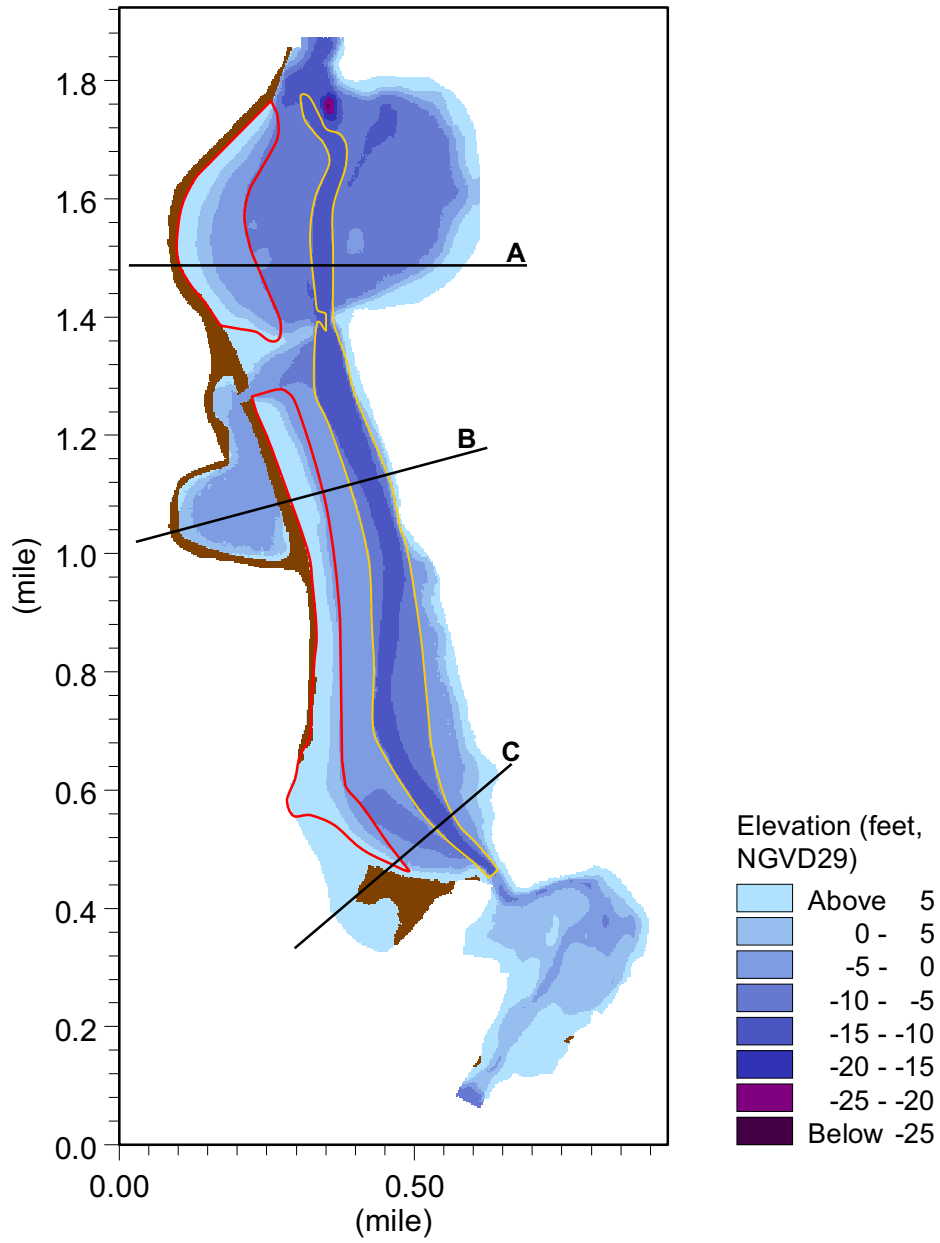 1.8
1.6
A
1.4
1.2
B
1.0
(mile)
0.8
C
0.6
Elevation (feet,
NGVD29)
Above 5
0 - 5
-5 - 0
-10 - -5
-15 - -10
-20 - -15
-25 - -20
Below -25
0.4
0.2
0.0
0.00 0.50
(mile)